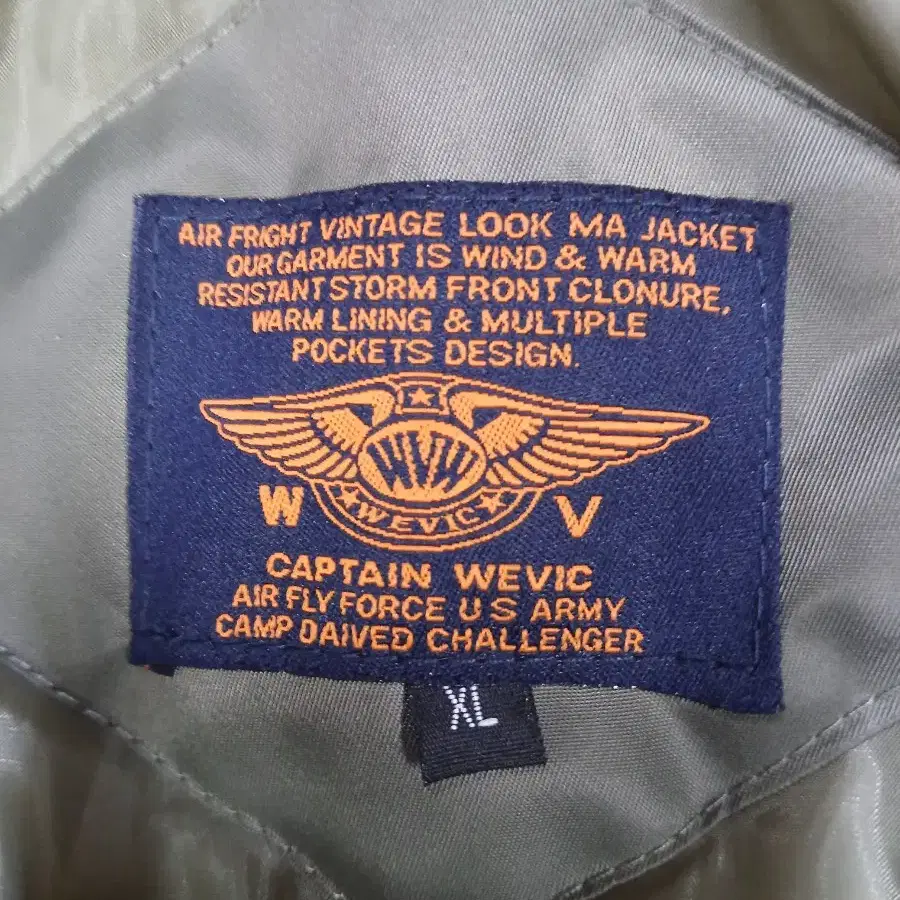 AIR FRIGHT VINTAGE LOOK MA JACKET
OUR GARMENT IS WIND & WARM
RESISTANT STORM FRONT CLONURE,
WARM LINING & MULTIPLE
POCKETS DESIGN.
WVW
WEVIC
W V
CAPTAIN WEVIC
AIR FLY FORCE U S ARMY
CAMP DAIVED CHALLENGER
XL